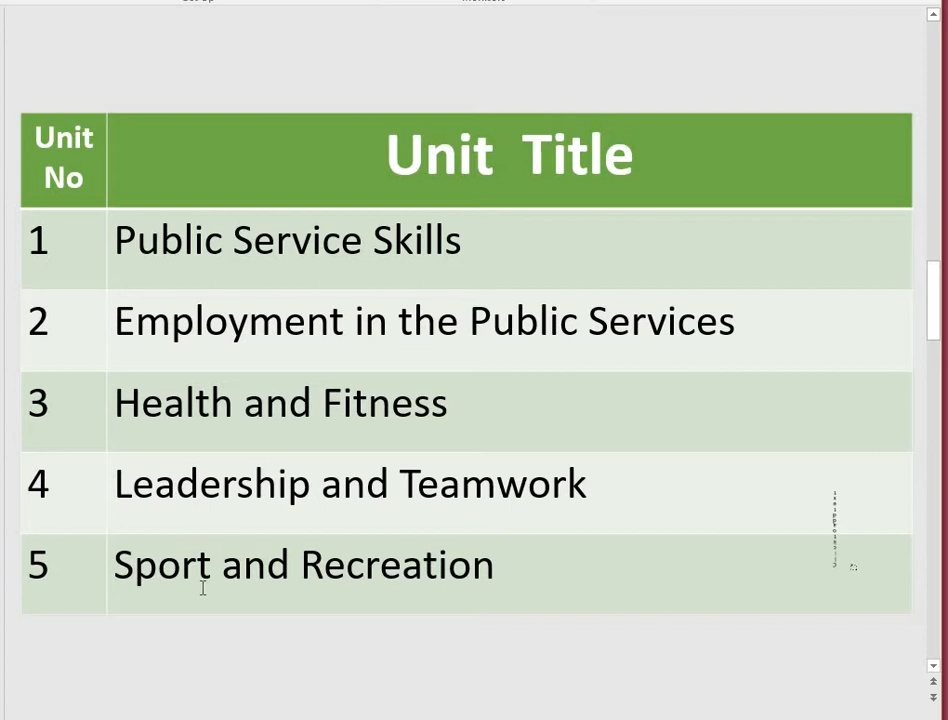 Unit
No
Unit Title
1 Public Service Skills
2 Employment in the Public Services
3 Health and Fitness
4 Leadership and Teamwork
5 Sport and Recreation